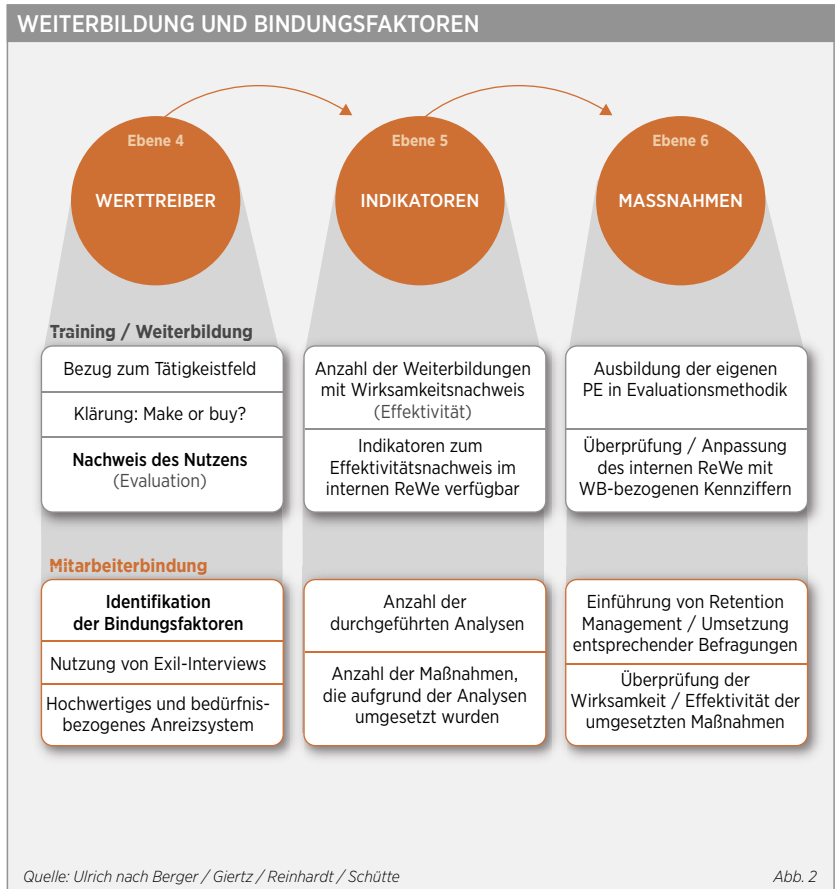 WEITERBILDUNG UND BINDUNGSFAKTOREN
Ebene 4
WERTTREIBER
Ebene 5
INDIKATOREN
Ebene 6
MASSNAHMEN
Training / Weiterbildung
Bezug zum Tätigkeistfeld
Klärung: Make or buy?
Nachweis des Nutzens
(Evaluation)
Anzahl der Weiterbildungen
mit Wirksamkeitsnachweis
(Effektivität)
Indikatoren zum
Effektivitätsnachweis im
internen ReWe verfügbar
Ausbildung der eigenen
PE in Evaluationsmethodik
Überprüfung / Anpassung
des internen ReWe mit
WB-bezogenen Kennziffern
Mitarbeiterbindung
Identifikation
der Bindungsfaktoren
Nutzung von Exil-Interviews
Hochwertiges und bedürfnis-
bezogenes Anreizsystem
Anzahl der
durchgeführten Analysen
Anzahl der Maßnahmen,
die aufgrund der Analysen
umgesetzt wurden
Einführung von Retention
Management / Umsetzung
entsprechender Befragungen
Überprüfung der
Wirksamkeit / Effektivität der
umgesetzten Maßnahmen
Quelle: Ulrich nach Berger / Giertz / Reinhardt / Schütte
Abb. 2